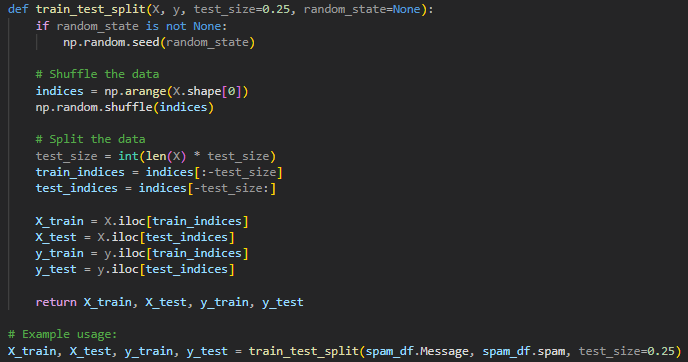 def train_test_split(X, y, test_size=0.25, random_state=None):
    if random_state is not None:
        np.random.seed(random_state)

    # Shuffle the data
    indices = np.arange(X.shape[0])
    np.random.shuffle(indices)

    # Split the data
    test_size = int(len(X) * test_size)
    train_indices = indices[:-test_size]
    test_indices = indices[-test_size:]

    X_train = X.iloc[train_indices]
    X_test = X.iloc[test_indices]
    y_train = y.iloc[train_indices]
    y_test = y.iloc[test_indices]

    return X_train, X_test, y_train, y_test

# Example usage:
X_train, X_test, y_train, y_test = train_test_split(spam_df.Message, spam_df.spam, test_size=0.25)